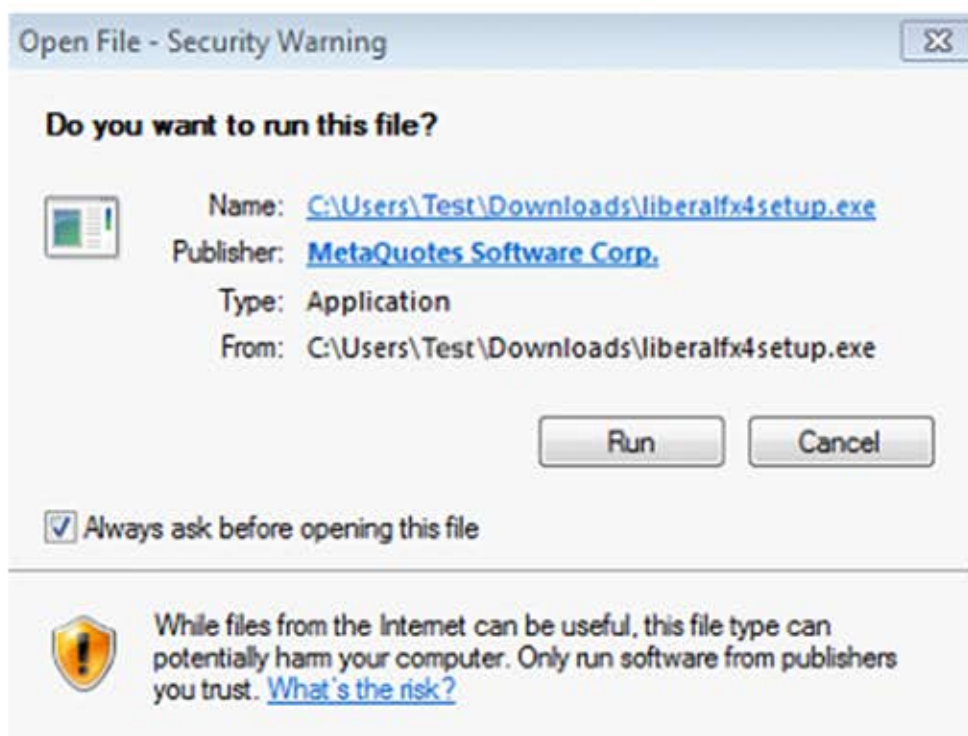 Open File - Security Warning
Do you want to run this file?
Name: C:\Users\Test\Downloads\liberalfx4setup.exe
Publisher: MetaQuotes Software Corp.
Type: Application
From: C:\Users\Test\Downloads\liberalfx4setup.exe
Run Cancel
Always ask before opening this file
While files from the Internet can be useful, this file type can
potentially harm your computer. Only run software from publishers
you trust. What's the risk?